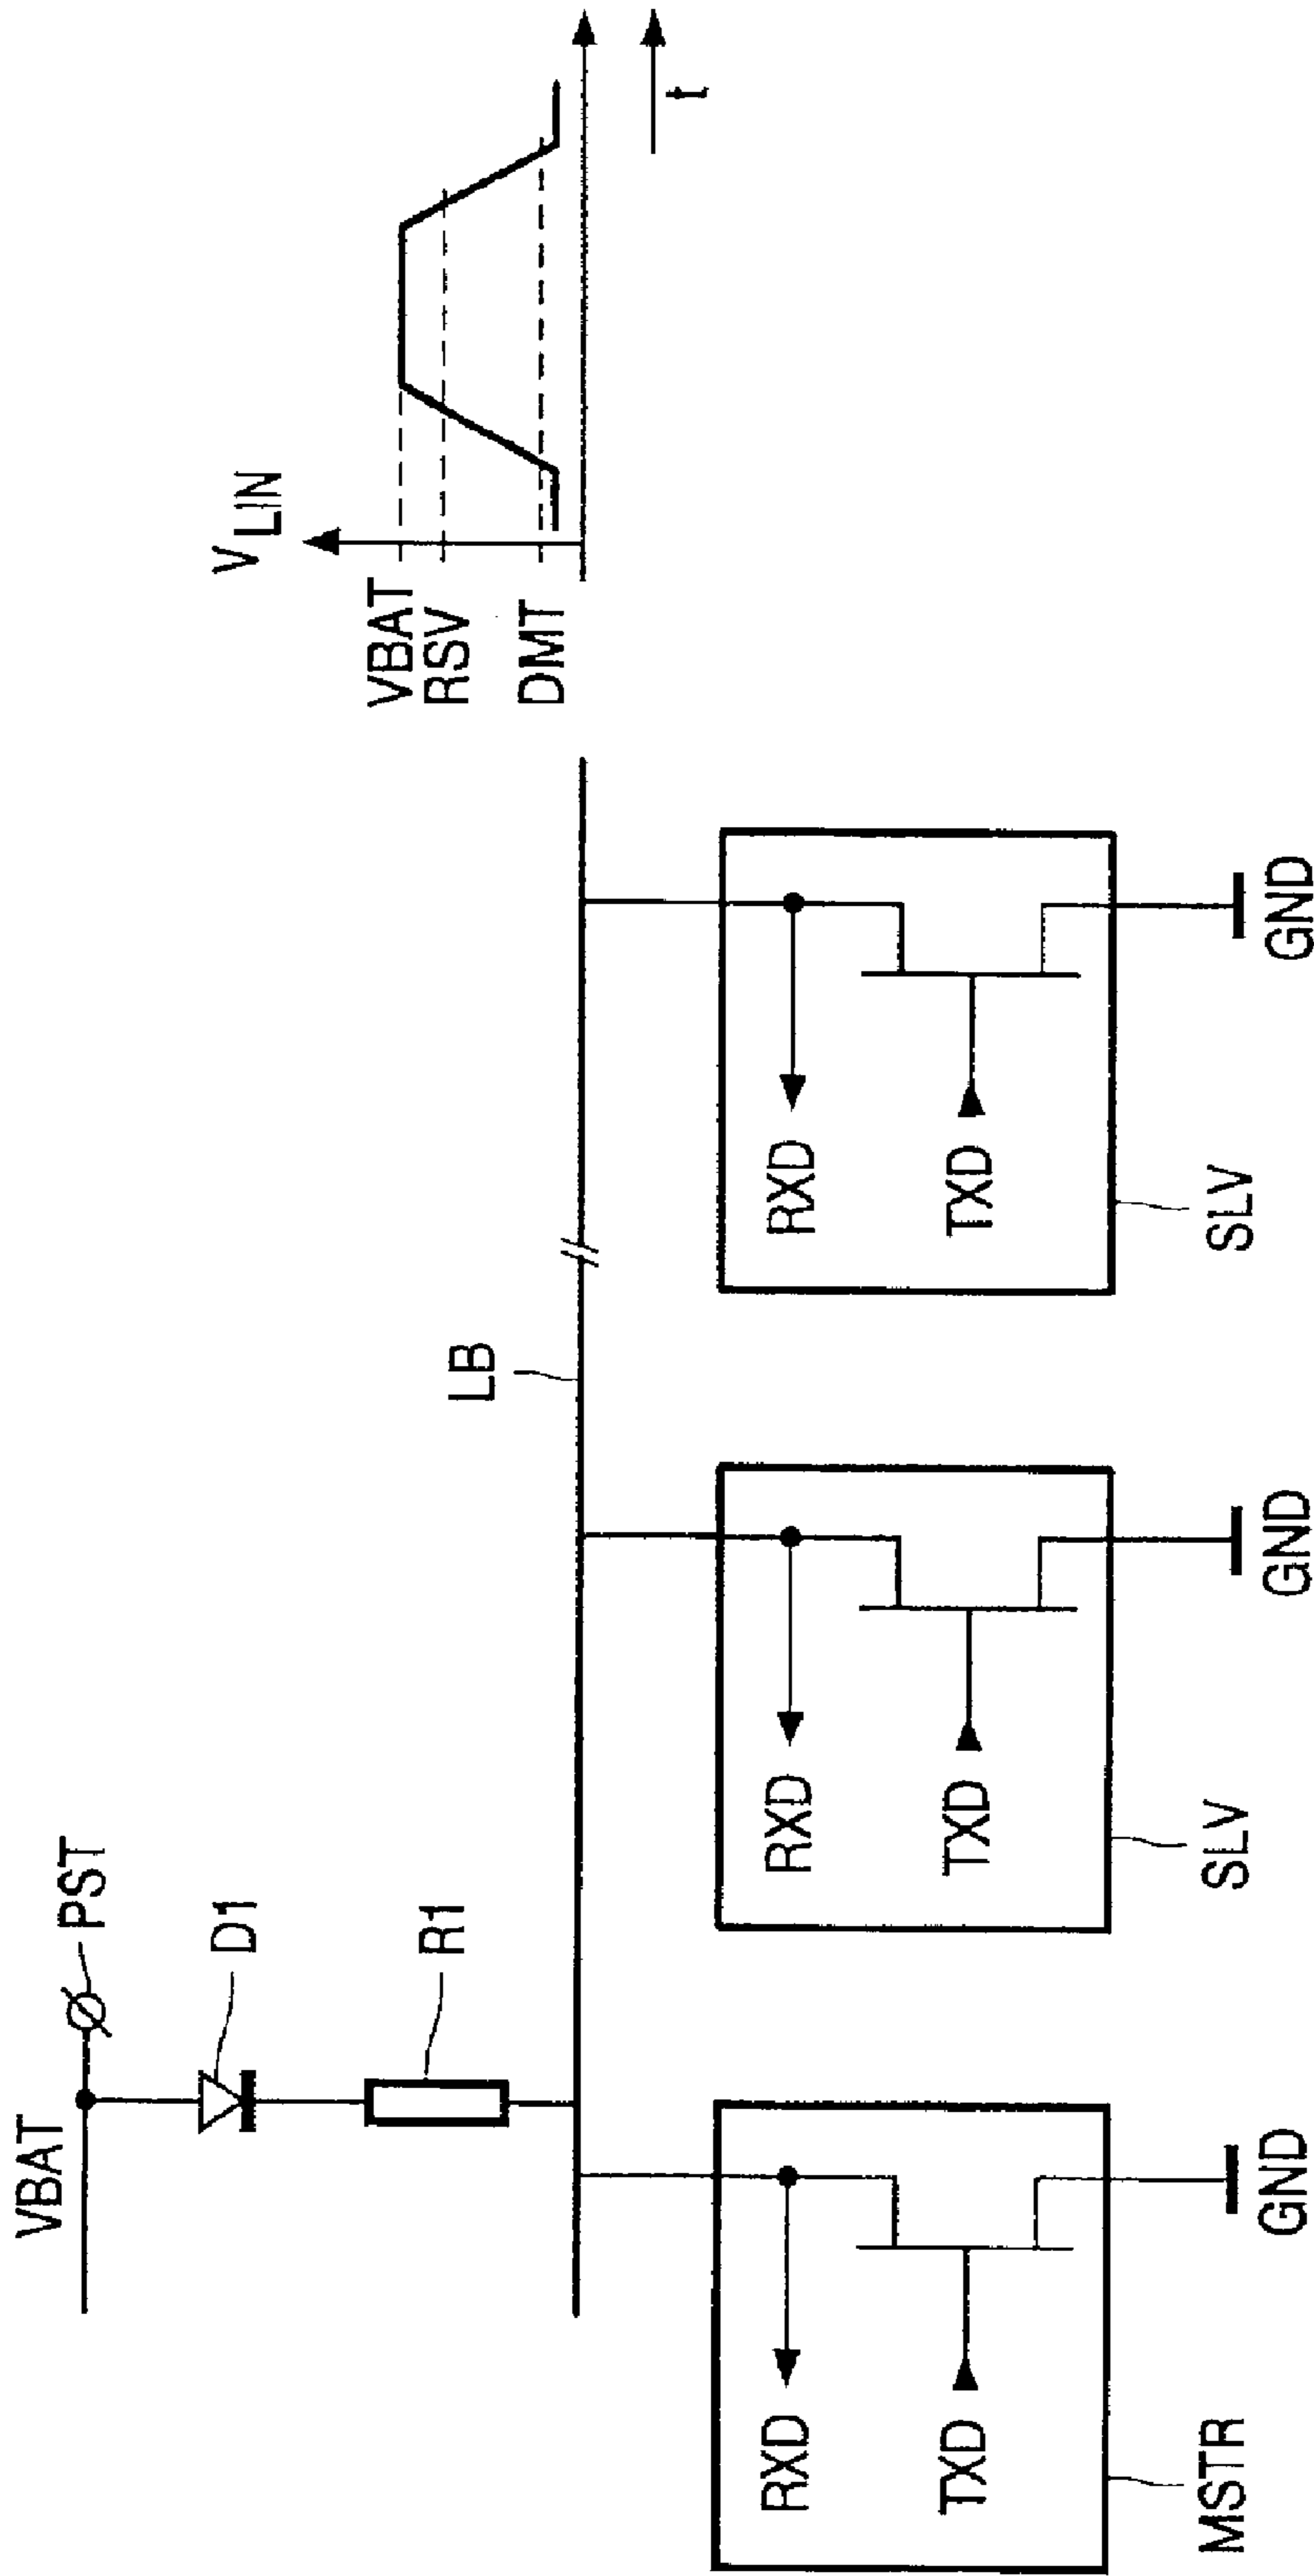 VBAT
PST
D1
R1
LB
V LIN
VBAT
RSV
DMT
t
RXD
TXD
MSTR
GND
RXD
TXD
SLV
GND
RXD
TXD
SLV
GND